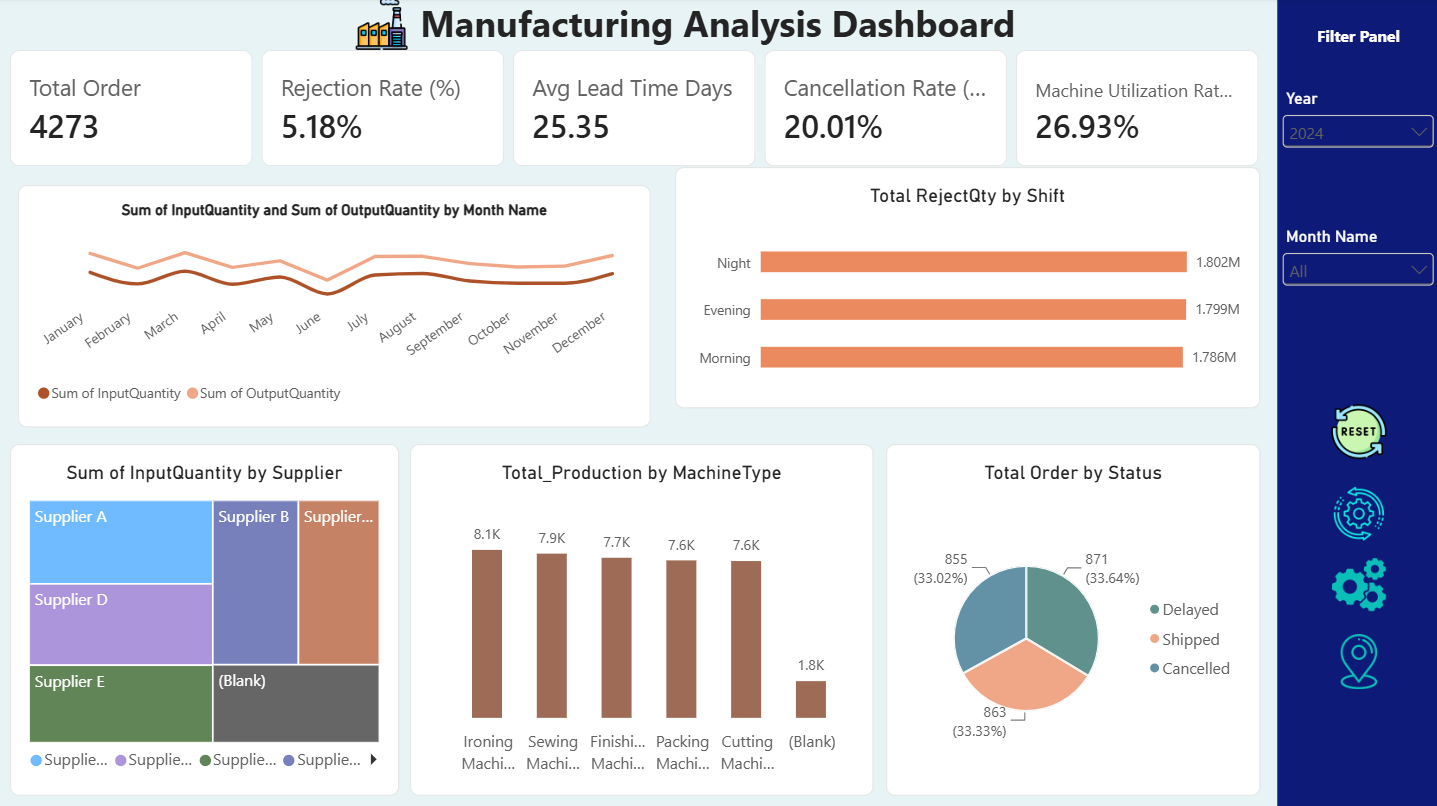 Manufacturing Analysis Dashboard
Filter Panel
Total Order
4273
Rejection Rate (%)
5.18%
Avg Lead Time Days
25.35
Cancellation Rate (...
20.01%
Machine Utilization Rat...
26.93%
Year
2024
Month Name
All
RESET
Sum of InputQuantity and Sum of OutputQuantity by Month Name
January
February
March
April
May
June
July
August
September
October
November
December
Sum of InputQuantity
Sum of OutputQuantity
Total RejectQty by Shift
Night
1.802M
Evening
1.799M
Morning
1.786M
Sum of InputQuantity by Supplier
Supplier A
Supplier B
Supplier...
Supplier D
Supplier E
(Blank)
Supplie...
Supplie...
Supplie...
Supplie...
Total_Production by MachineType
8.1K
7.9K
7.7K
7.6K
7.6K
1.8K
Ironing
Machi...
Sewing
Machi...
Finishi...
Machi...
Packing
Machi...
Cutting
Machi...
(Blank)
Total Order by Status
855
(33.02%)
871
(33.64%)
863
(33.33%)
Delayed
Shipped
Cancelled